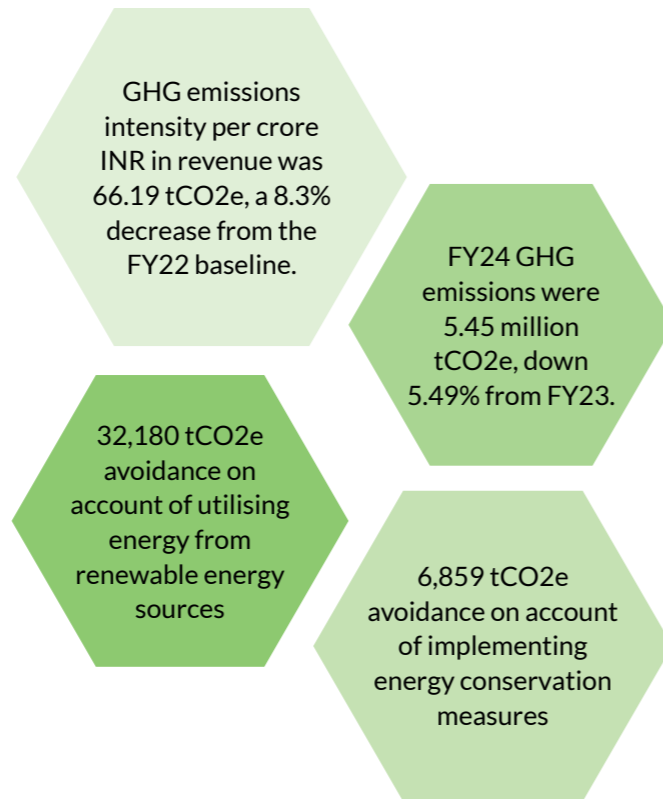 GHG emissions
intensity per crore
INR in revenue was
66.19 tCO2e, a 8.3%
decrease from the
FY22 baseline.
FY24 GHG
emissions were
5.45 million
tCO2e, down
5.49% from FY23.
32,180 tCO2e
avoidance on
account of utilising
energy from
renewable energy
sources
6,859 tCO2e
avoidance on account
of implementing
energy conservation
measures